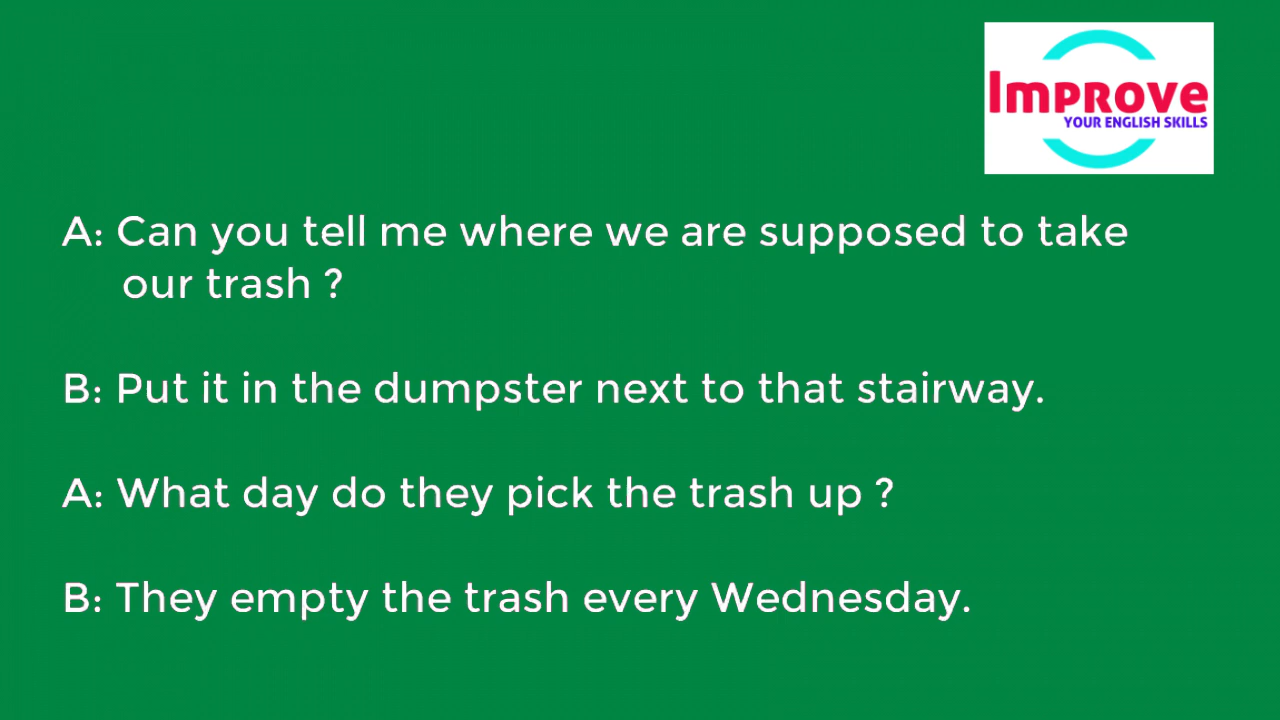 Improve
YOUR ENGLISH SKILLS
A: Can you tell me where we are supposed to take
our trash ?
B: Put it in the dumpster next to that stairway.
A: What day do they pick the trash up ?
B: They empty the trash every Wednesday.